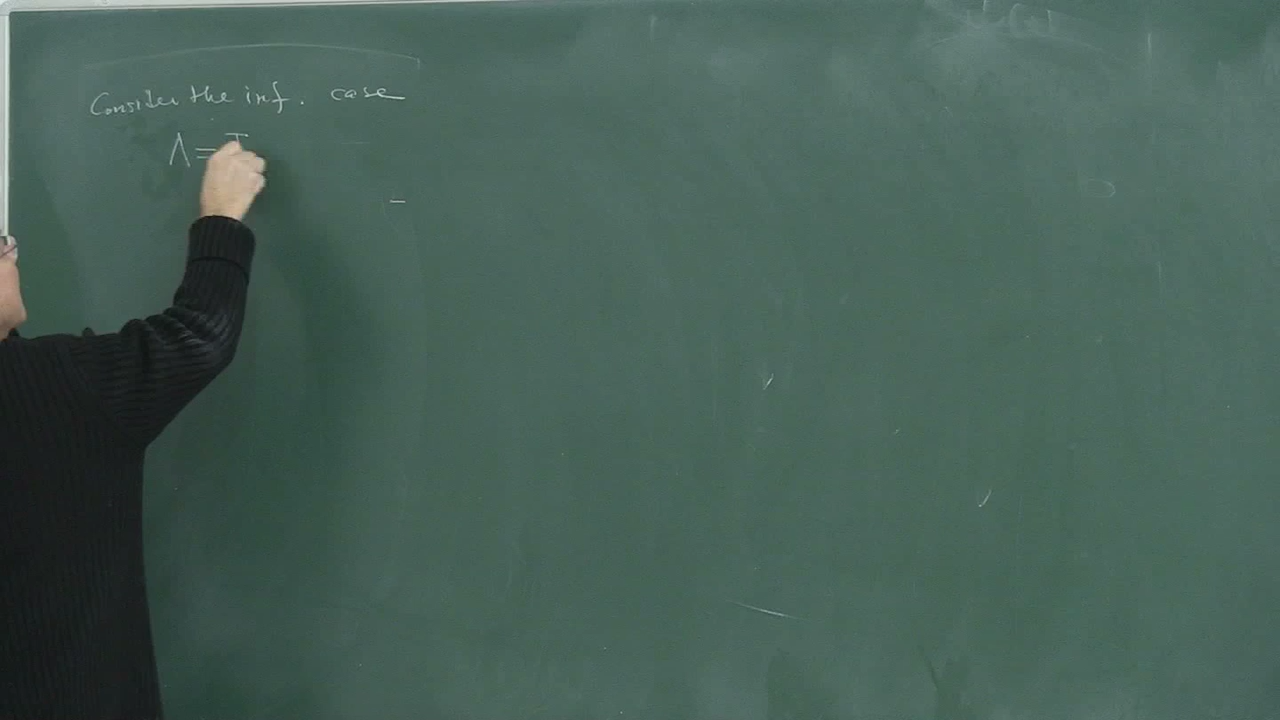 Consider the inf. case
Λ =